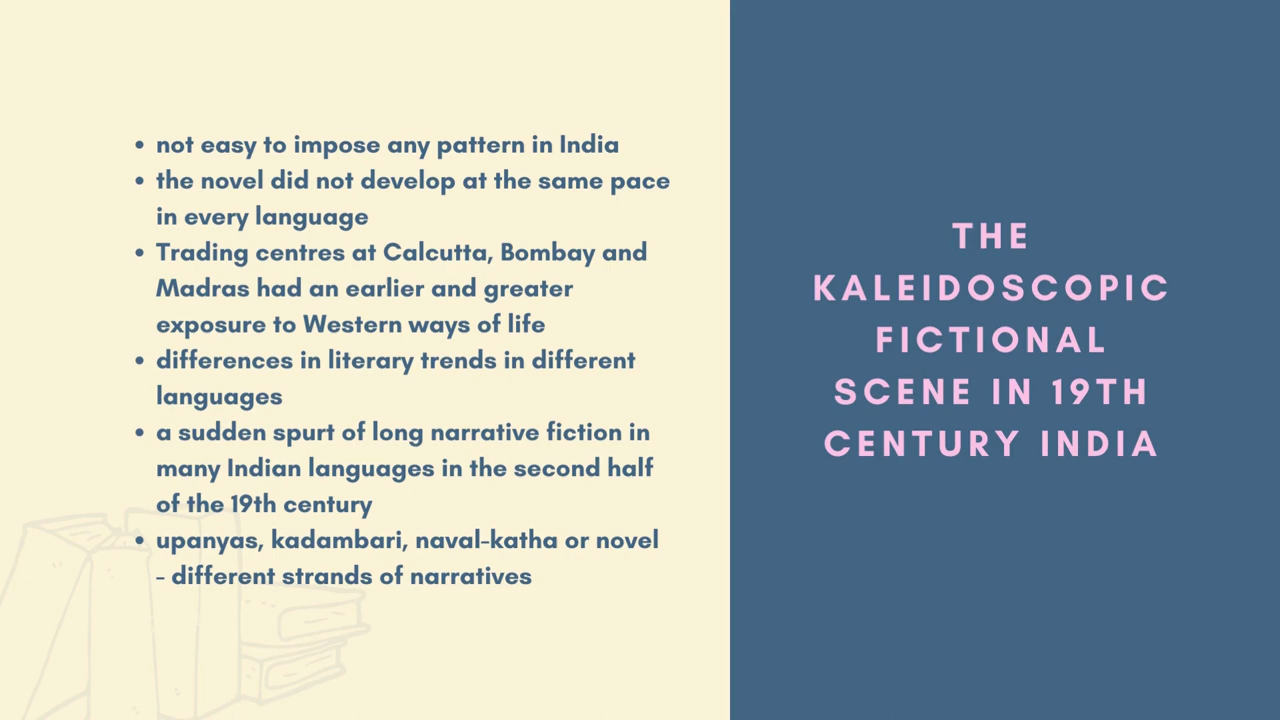 • not easy to impose any pattern in India
• the novel did not develop at the same pace
in every language
• Trading centres at Calcutta, Bombay and
Madras had an earlier and greater
exposure to Western ways of life
• differences in literary trends in different
languages
• a sudden spurt of long narrative fiction in
many Indian languages in the second half
of the 19th century
• upanyas, kadambari, naval-katha or novel
- different strands of narratives
THE
KALEIDOSCOPIC
FICTIONAL
SCENE IN 19TH
CENTURY INDIA